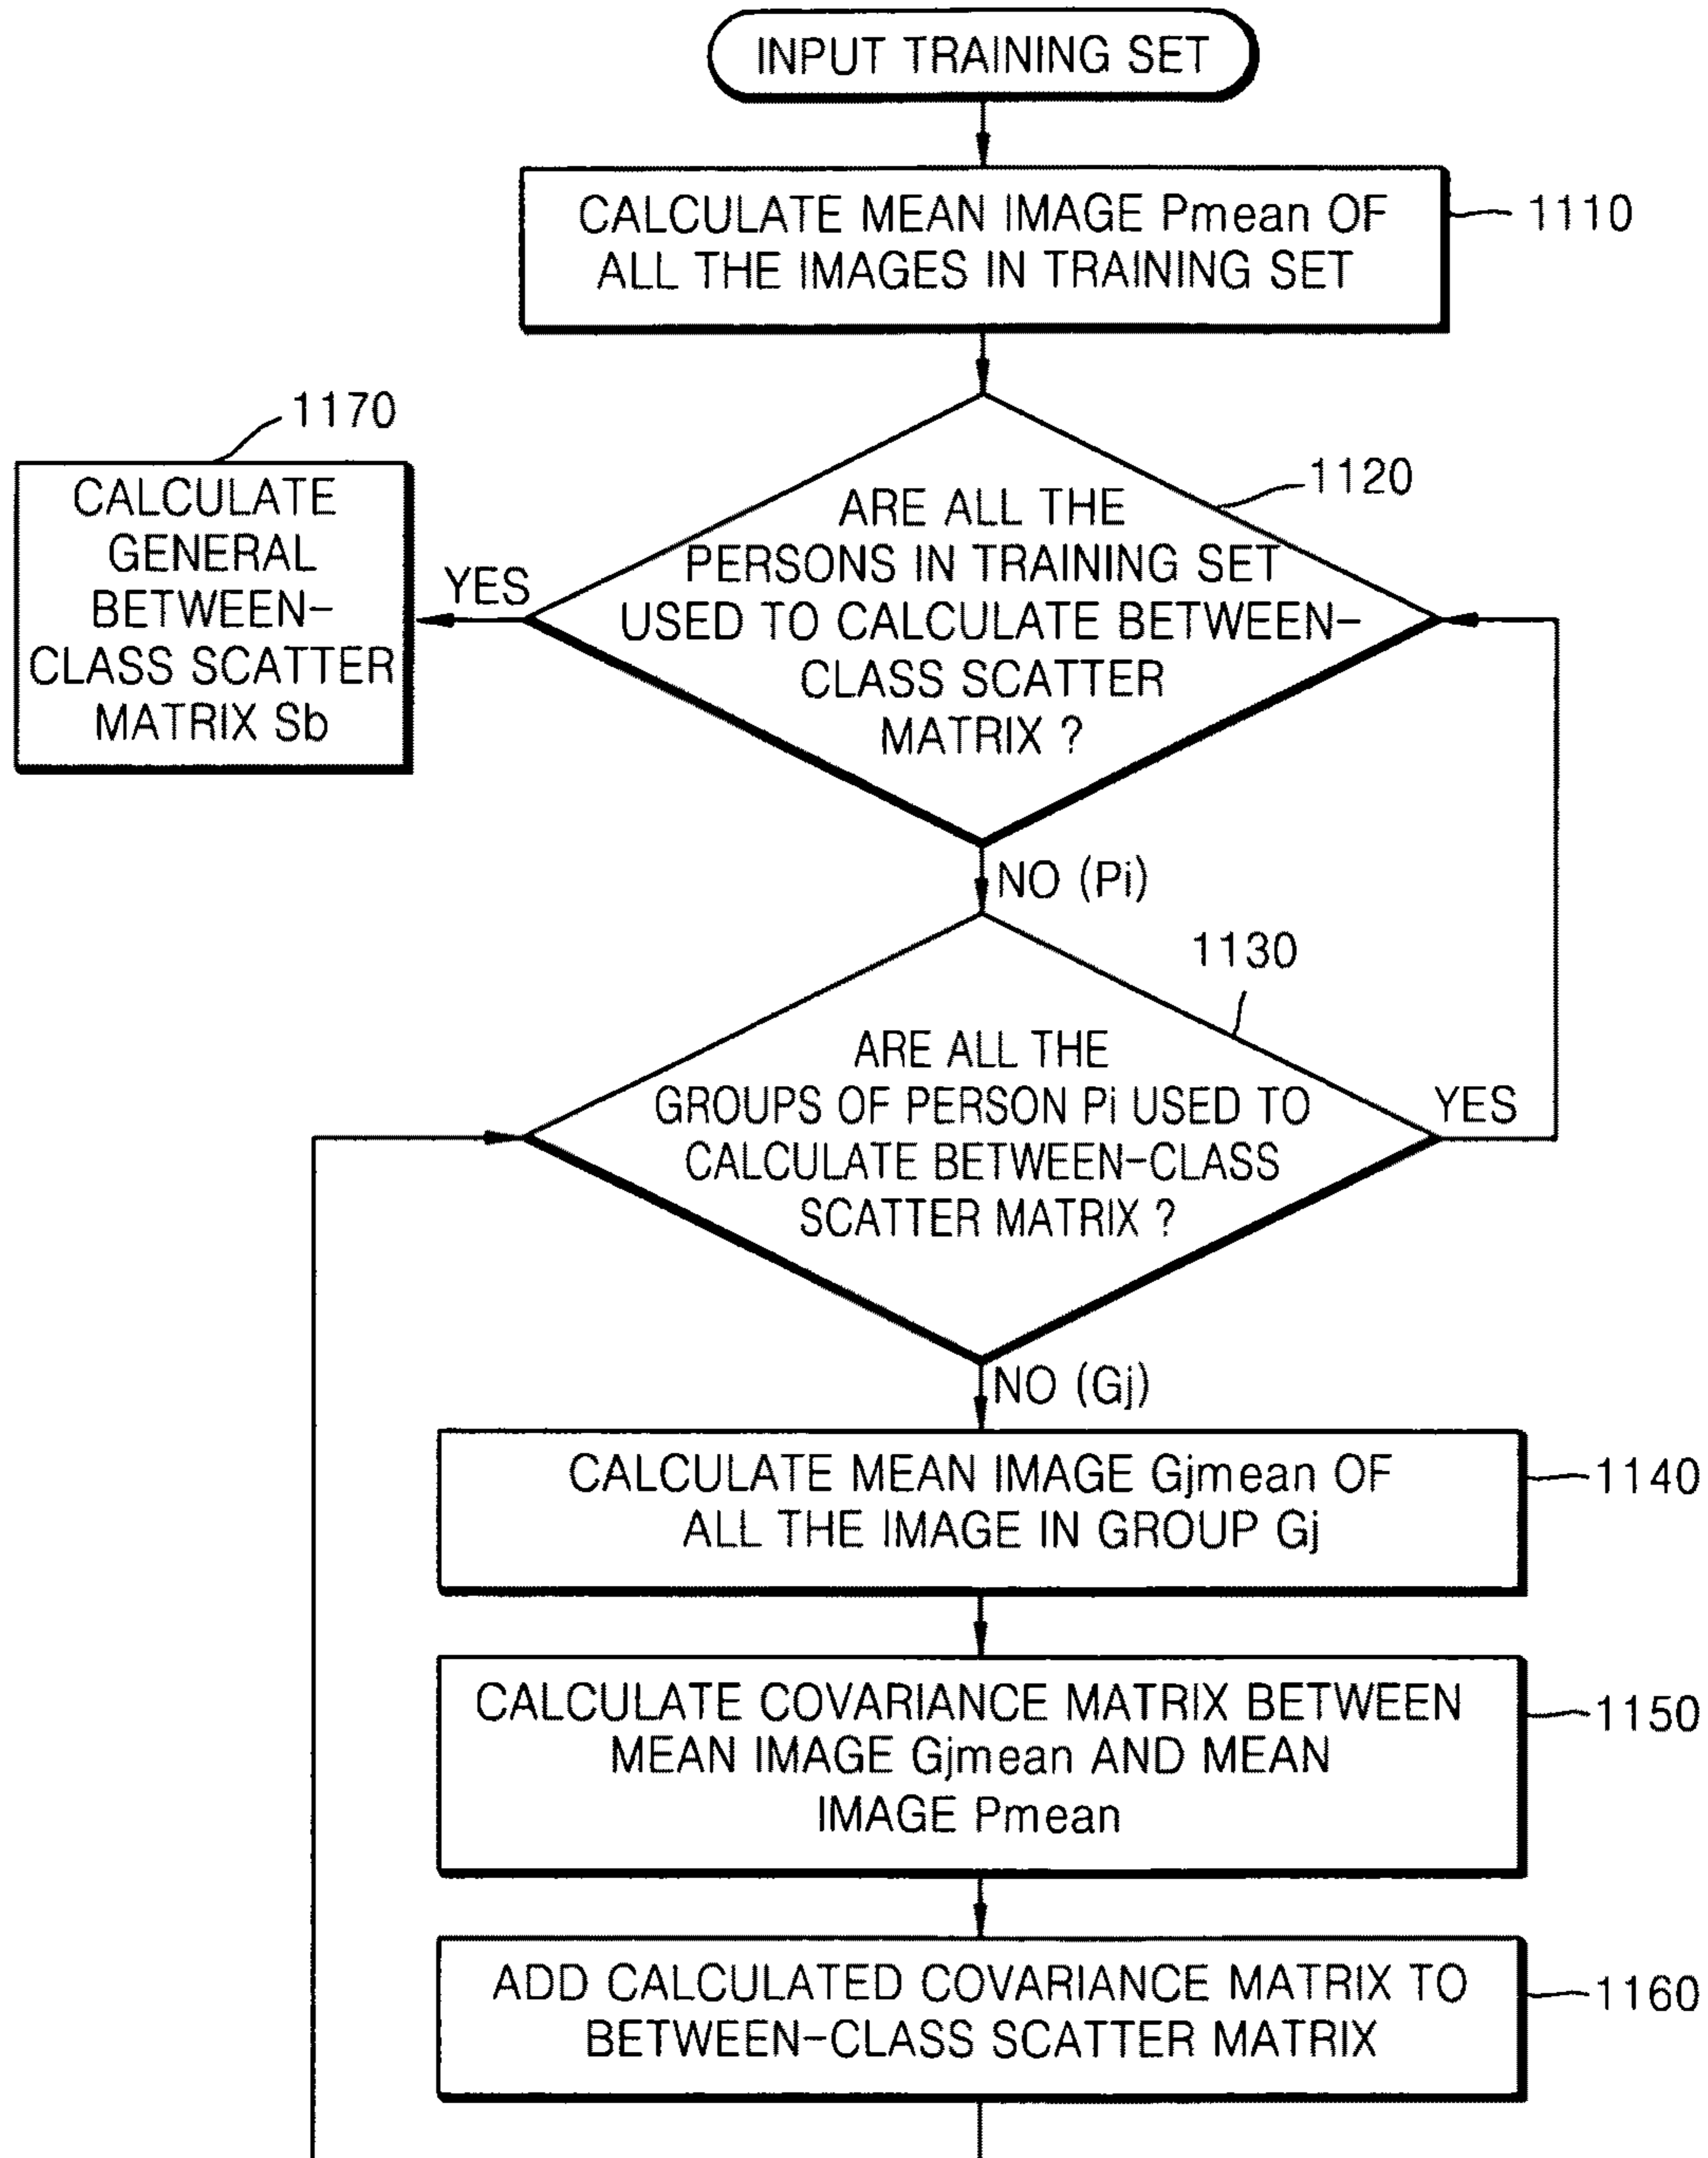 INPUT TRAINING SET
CALCULATE MEAN IMAGE Pmean OF
ALL THE IMAGES IN TRAINING SET
1110
1170
CALCULATE
GENERAL
BETWEEN-
CLASS SCATTER
MATRIX Sb
YES
1120
ARE ALL THE
PERSONS IN TRAINING SET
USED TO CALCULATE BETWEEN-
CLASS SCATTER
MATRIX ?
NO (Pi)
1130
ARE ALL THE
GROUPS OF PERSON Pi USED TO
CALCULATE BETWEEN-CLASS
SCATTER MATRIX ?
YES
NO (Gj)
CALCULATE MEAN IMAGE Gjmean OF
ALL THE IMAGE IN GROUP Gj
1140
CALCULATE COVARIANCE MATRIX BETWEEN
MEAN IMAGE Gjmean AND MEAN
IMAGE Pmean
1150
ADD CALCULATED COVARIANCE MATRIX TO
BETWEEN-CLASS SCATTER MATRIX
1160